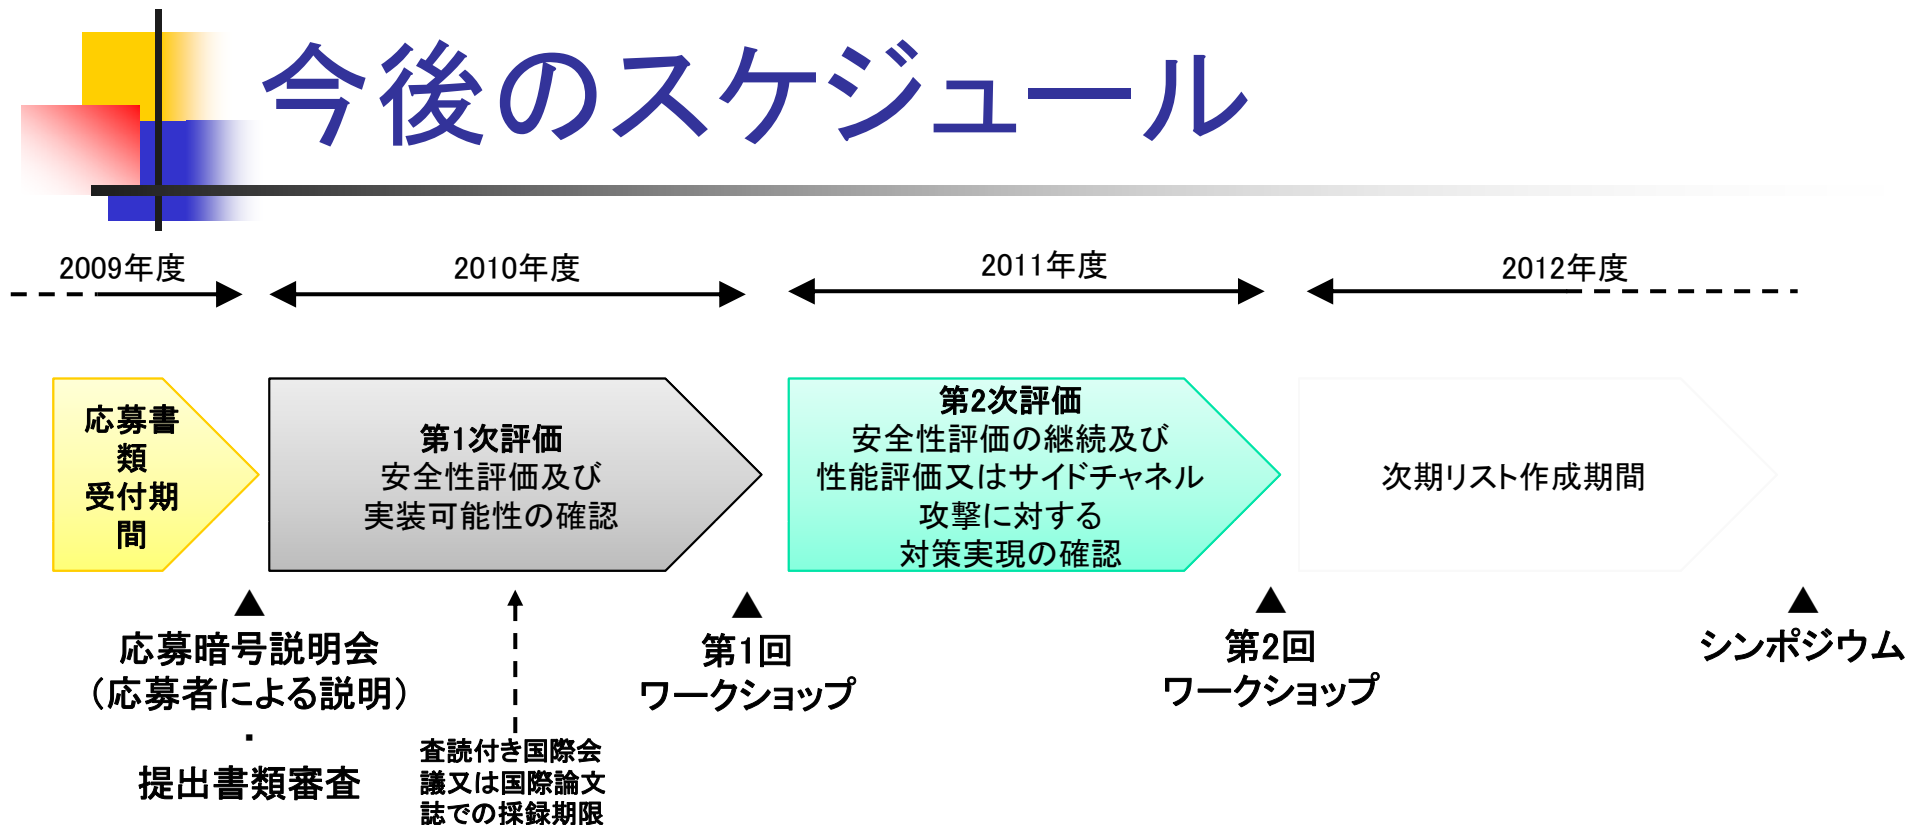 今後のスケジュール
2009年度
2010年度
2011年度
2012年度
応募書
類
受付期
間
第1次評価
安全性評価及び
実装可能性の確認
第2次評価
安全性評価の継続及び
性能評価又はサイドチャネル
攻撃に対する
対策実現の確認
次期リスト作成期間
応募暗号説明会
（応募者による説明）
・
提出書類審査
査読付き国際会
議又は国際論文
誌での採録期限
第1回
ワークショップ
第2回
ワークショップ
シンポジウム